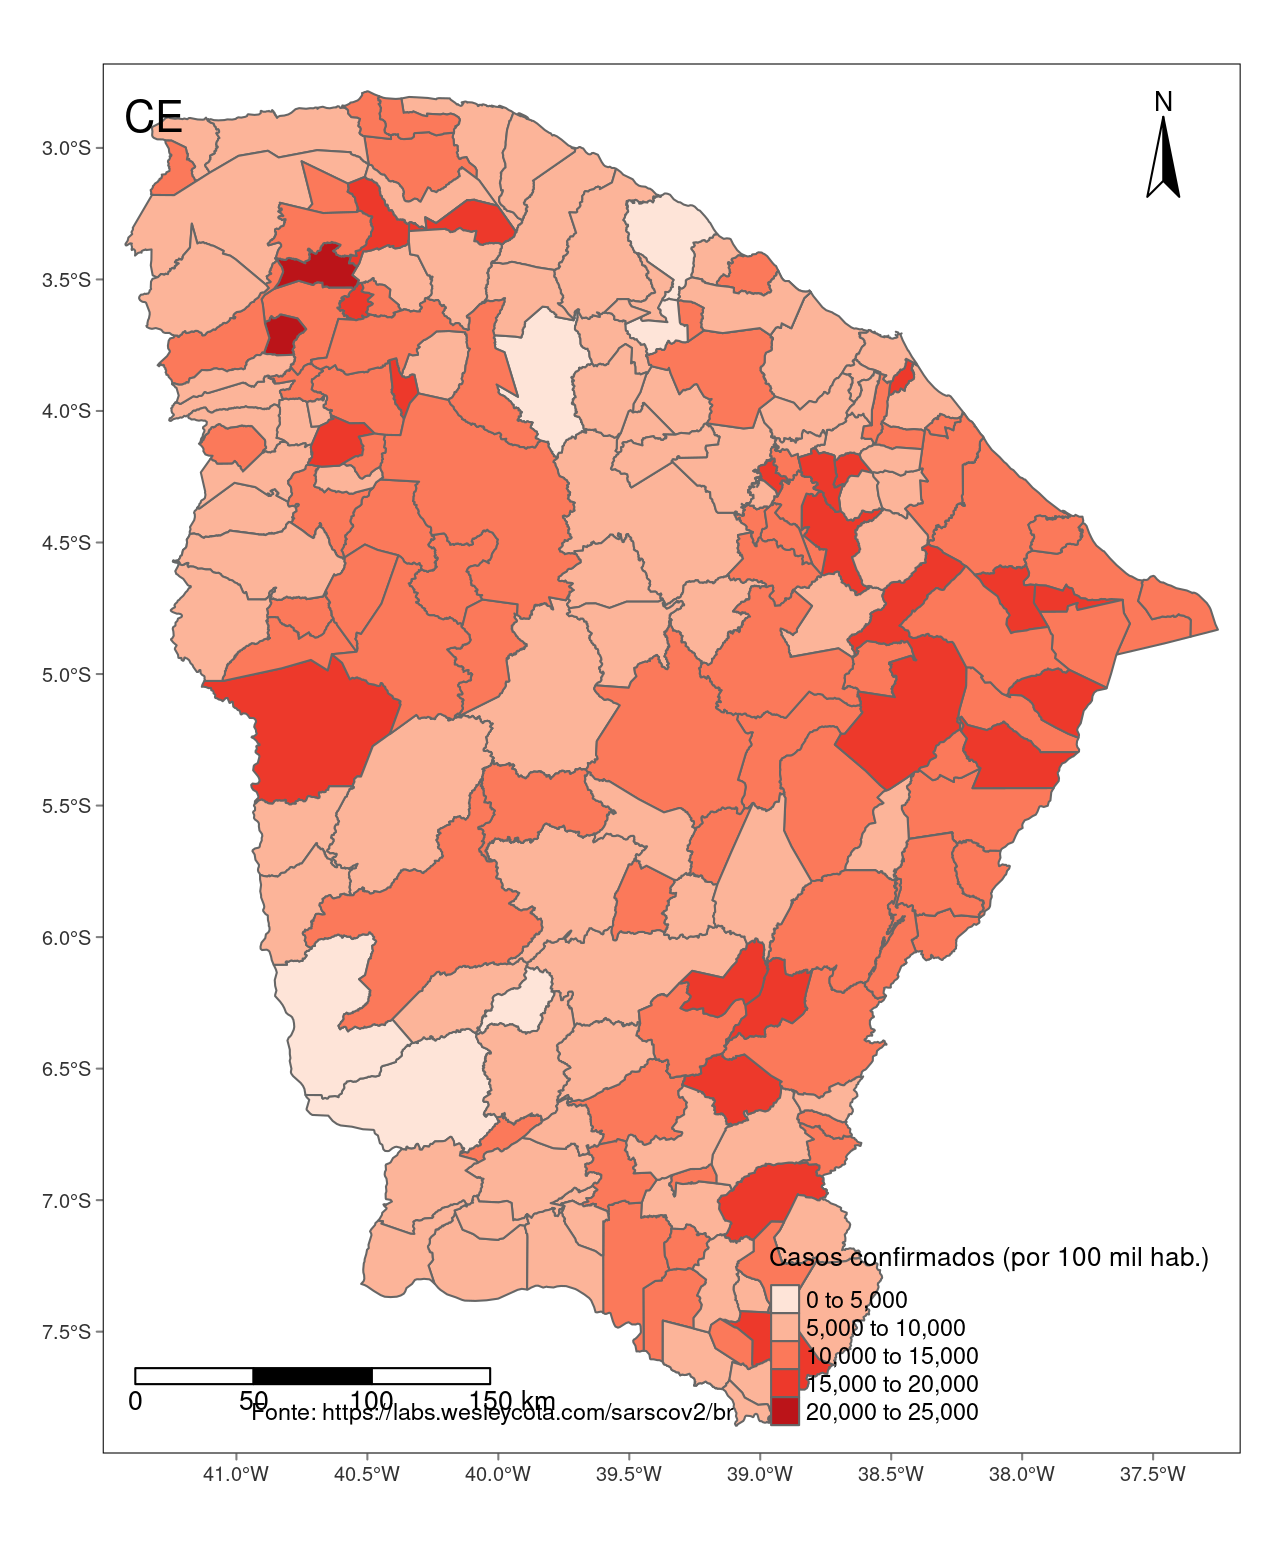 CE
N
3.0°S
3.5°S
4.0°S
4.5°S
5.0°S
5.5°S
6.0°S
6.5°S
7.0°S
7.5°S
Casos confirmados (por 100 mil hab.)
0 to 5,000
5,000 to 10,000
10,000 to 15,000
15,000 to 20,000
20,000 to 25,000
0 50 100 150 km
Fonte: https://labs.wesleycota.com/sarscov2/br
41.0°W 40.5°W 40.0°W 39.5°W 39.0°W 38.5°W 38.0°W 37.5°W